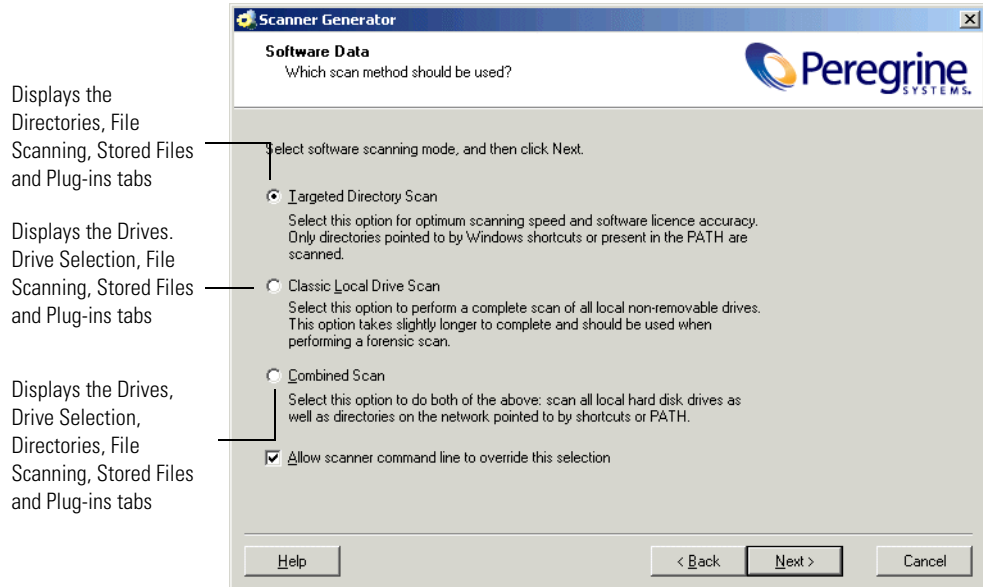 Scanner Generator
Software Data
Which scan method should be used?
Peregrine
SYSTEMS.
Displays the
Directories, File
Scanning, Stored Files
and Plug-ins tabs
Select software scanning mode, and then click Next.
Targeted Directory Scan
Select this option for optimum scanning speed and software licence accuracy.
Only directories pointed to by Windows shortcuts or present in the PATH are
scanned.
Displays the Drives.
Drive Selection, File
Scanning, Stored Files
and Plug-ins tabs
Classic Local Drive Scan
Select this option to perform a complete scan of all local non-removable drives.
This option takes slightly longer to complete and should be used when
performing a forensic scan.
Displays the Drives,
Drive Selection,
Directories, File
Scanning, Stored Files
and Plug-ins tabs
Combined Scan
Select this option to do both of the above: scan all local hard disk drives as
well as directories on the network pointed to by shortcuts or PATH.
Allow scanner command line to override this selection
Help
< Back
Next >
Cancel